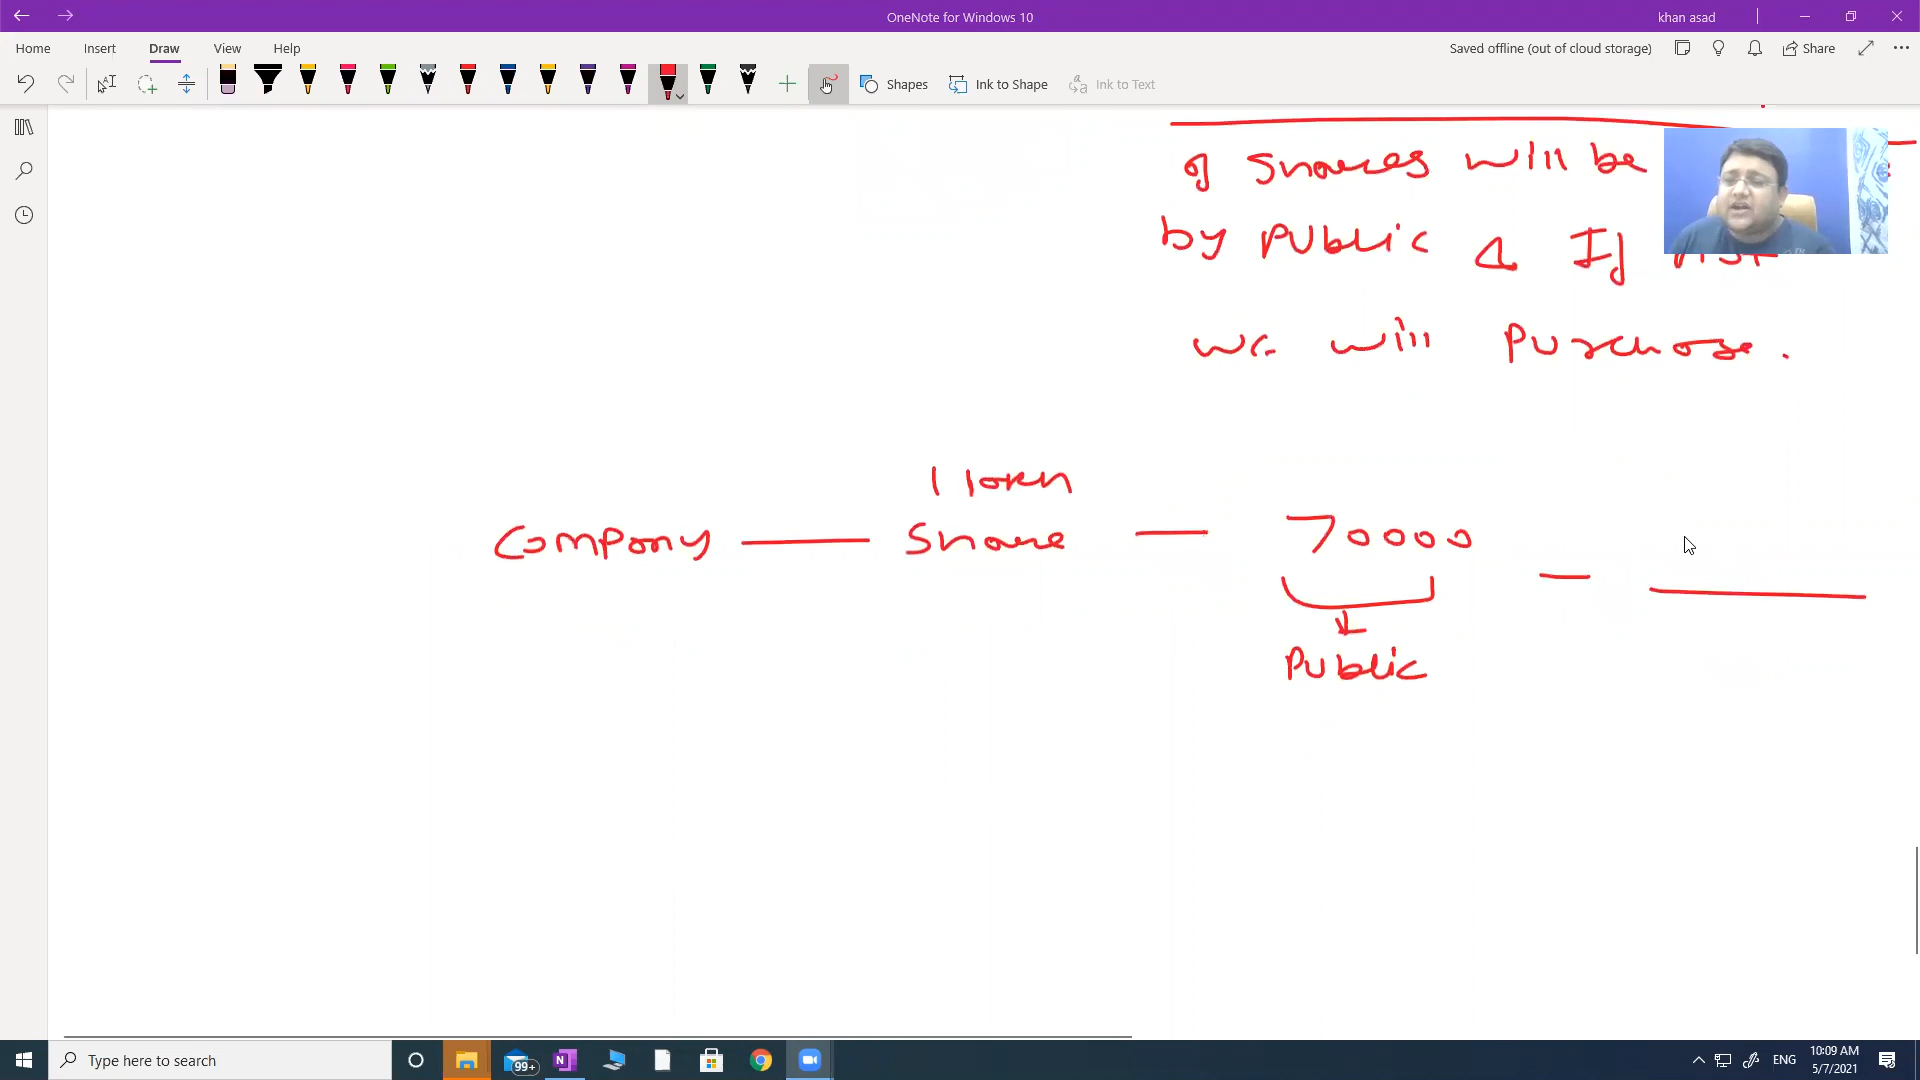 OneNote for Windows 10
khan asad
Home Insert Draw View Help
Saved offline (out of cloud storage)
Share
Shapes
Ink to Shape
Ink to Text
of shares will be
by Public & If
we will Purchase.
1 lakh
Company — Share — 70000 —
Public
Type here to search
99+
ENG
10:09 AM
5/7/2021